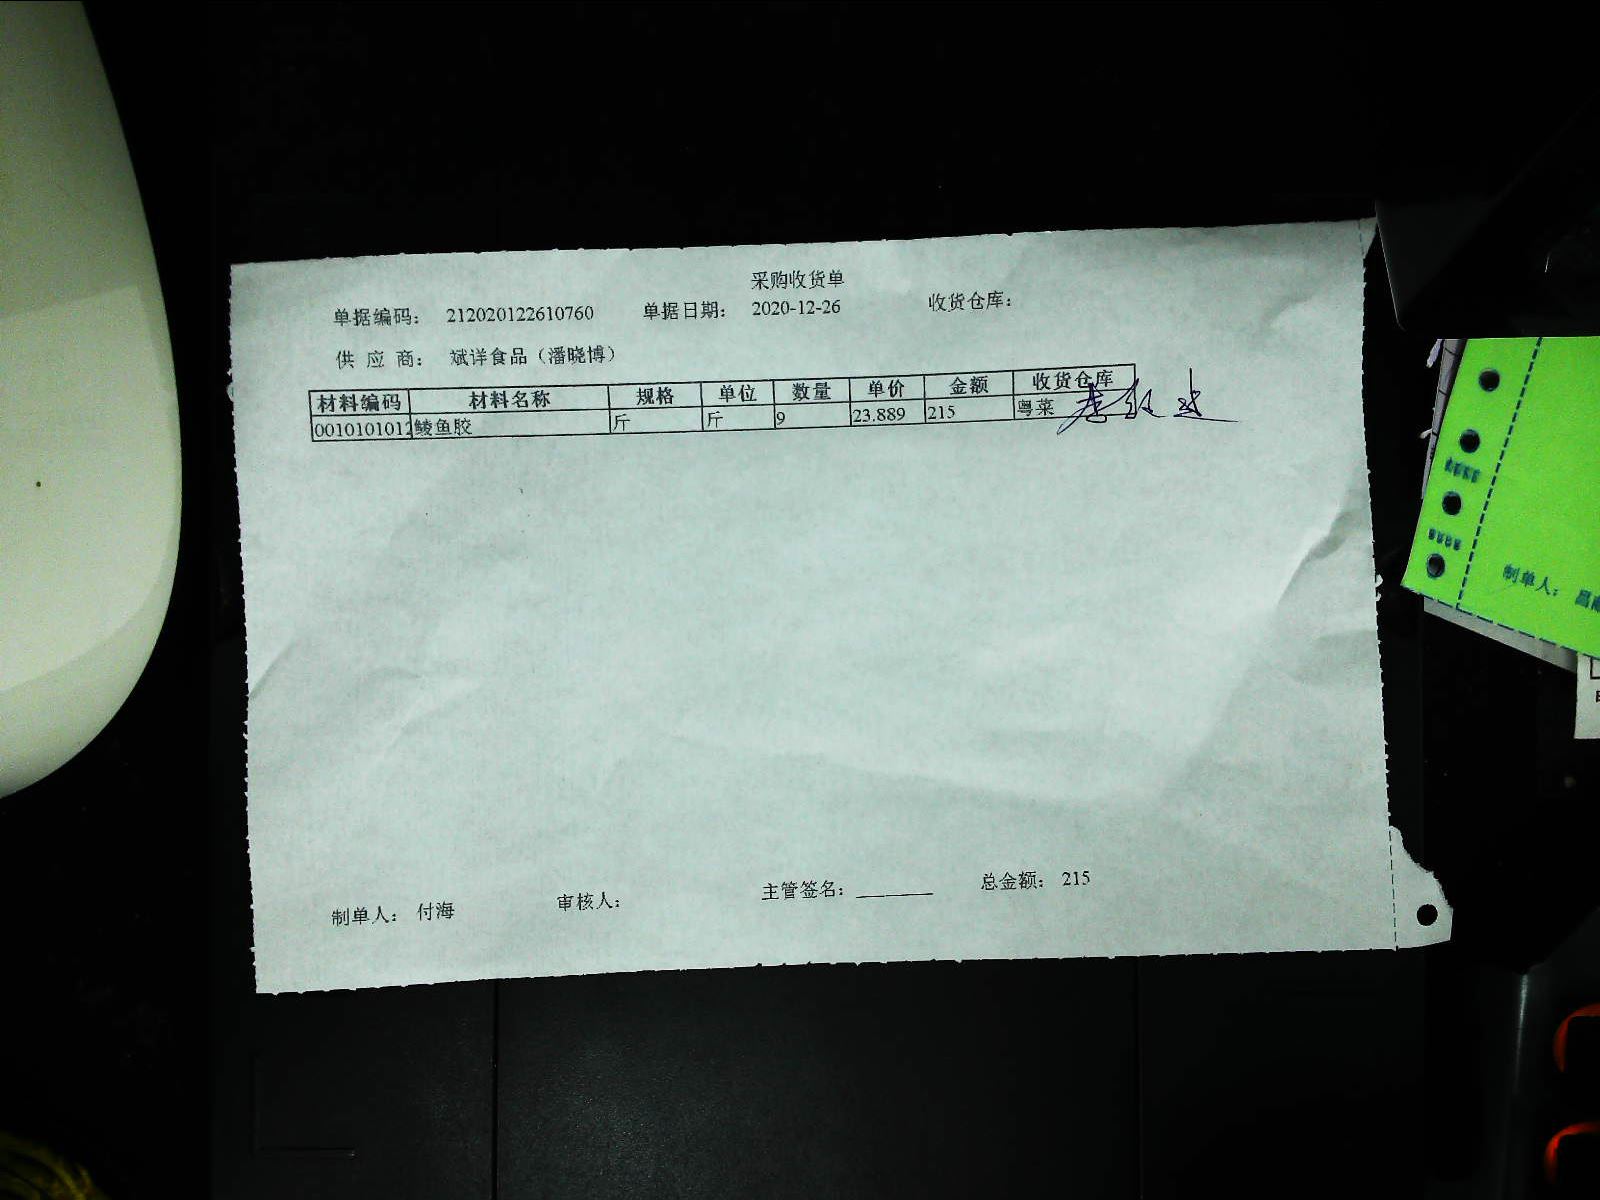 采购收货单
单据编码： 212020122610760 单据日期： 2020-12-26 收货仓库：
供 应 商： 斌详食品（潘晓博）
材料编码 材料名称 规格 单位 数量 单价 金额 收货仓库
0010101012 鲮鱼胶 斤 斤 9 23.889 215 粤菜
制单人： 付海 审核人： 主管签名：________ 总金额： 215
制单人：